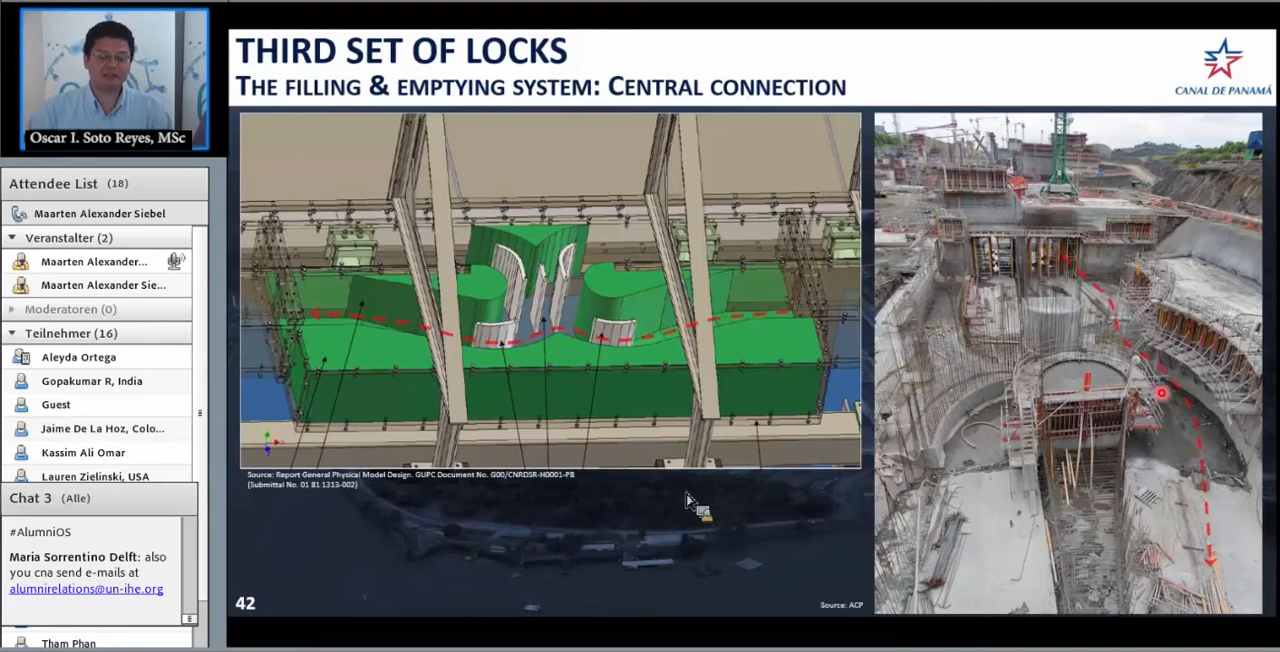 Oscar I. Soto Reyes, MSc
THIRD SET OF LOCKS
THE FILLING & EMPTYING SYSTEM: CENTRAL CONNECTION
CANAL DE PANAMÁ
Attendee List (18)
Maarten Alexander Siebel
Veranstalter (2)
Maarten Alexander...
Maarten Alexander Sie...
Moderatoren (0)
Teilnehmer (16)
Aleyda Ortega
Gopakumar R, India
Guest
Jaime De La Hoz, Colo...
Kassim Ali Omar
Lauren Zielinski, USA
Chat 3 (Alle)
#AlumniOS
Maria Sorrentino Delft: also
you cna send e-mails at
alumnirelations@un-ihe.org
Tham Phan
Source: Report General Physical Model Design. GUPC Document No. G00/CNRDSR-H0001-PB
(Submittal No. 01 81 1313-002)
42
Source: ACP